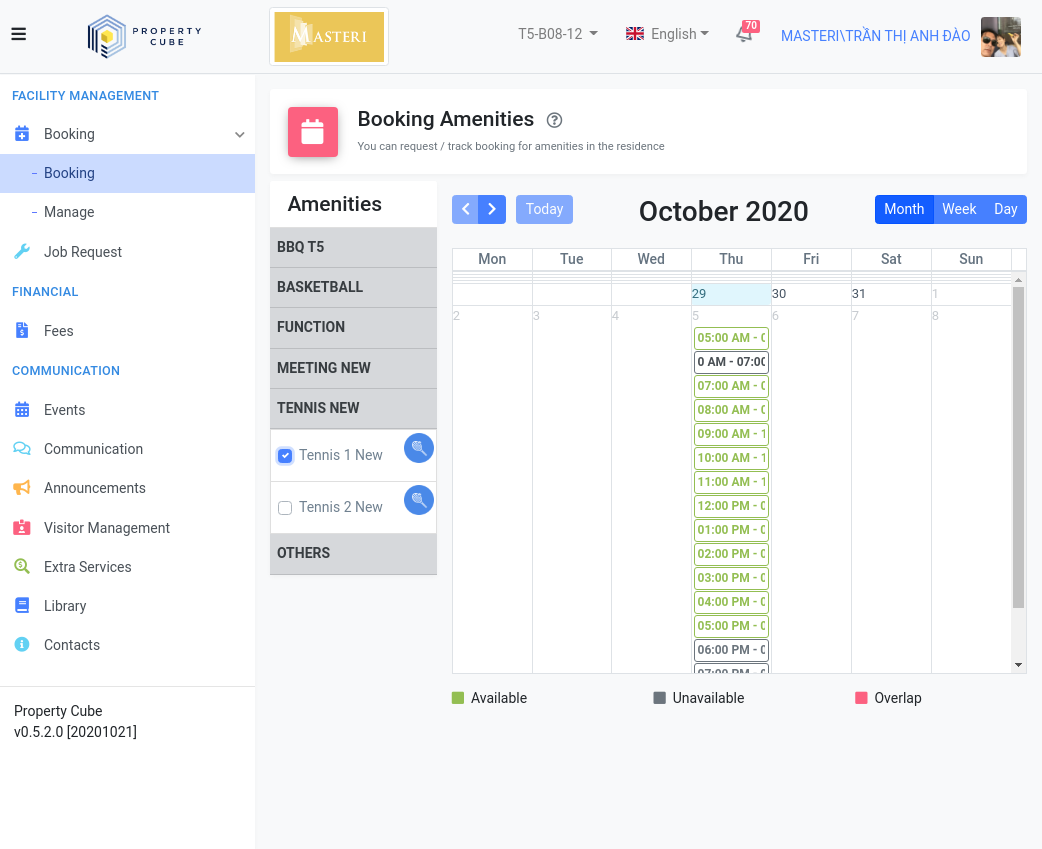 PROPERTY
CUBE
MASTERI
T5-B08-12
English
70
MASTERI\TRẦN THỊ ANH ĐÀO
FACILITY MANAGEMENT
Booking
Booking
Manage
Job Request
FINANCIAL
Fees
COMMUNICATION
Events
Communication
Announcements
Visitor Management
Extra Services
Library
Contacts
Property Cube
v0.5.2.0 [20201021]
Booking Amenities
You can request / track booking for amenities in the residence
Amenities
BBQ T5
BASKETBALL
FUNCTION
MEETING NEW
TENNIS NEW
Tennis 1 New
Tennis 2 New
OTHERS
Today
October 2020
Month Week Day
Mon Tue Wed Thu Fri Sat Sun
29 30 31 1
2 3 4 5 6 7 8
05:00 AM - 0
0 AM - 07:00
07:00 AM - 0
08:00 AM - 0
09:00 AM - 1
10:00 AM - 1
11:00 AM - 1
12:00 PM - 0
01:00 PM - 0
02:00 PM - 0
03:00 PM - 0
04:00 PM - 0
05:00 PM - 0
06:00 PM - 0
07:00 PM - 0
Available Unavailable Overlap